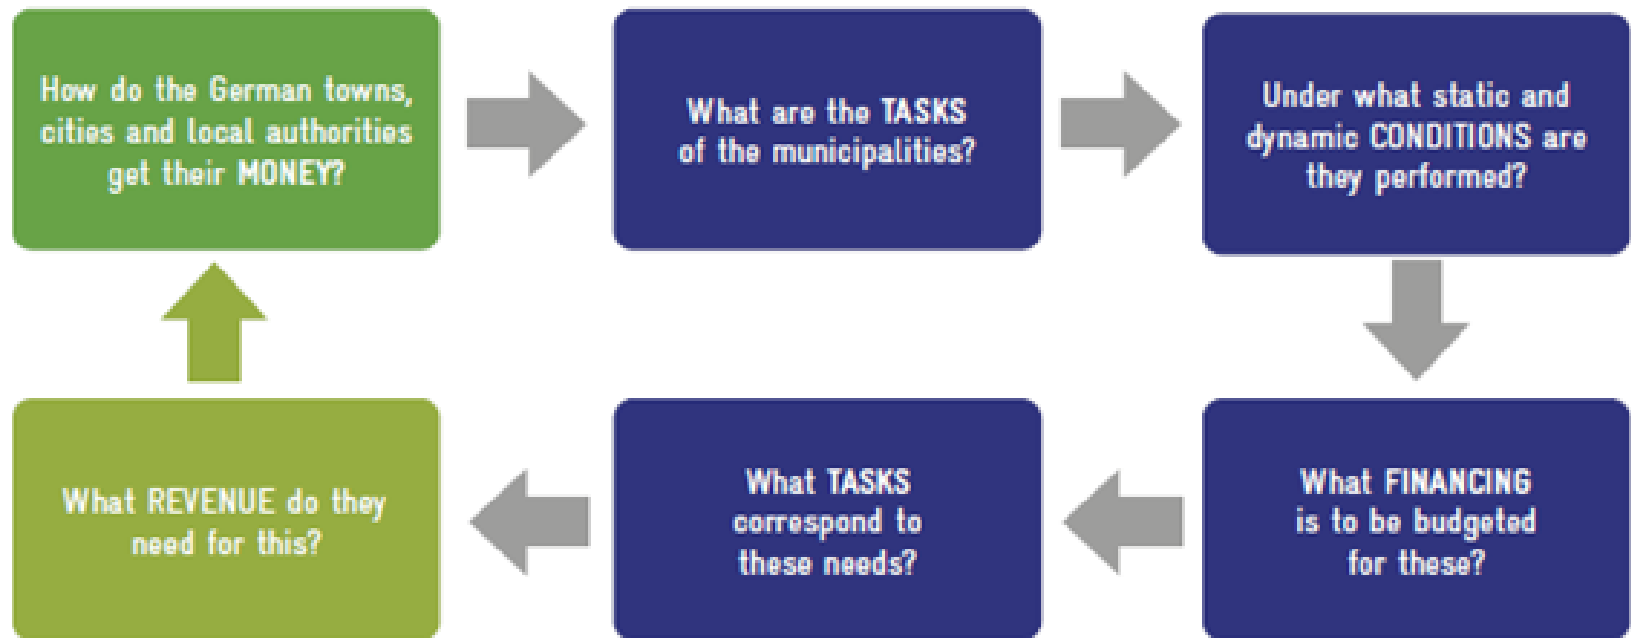 How do the German towns,
cities and local authorities
get their MONEY?
What are the TASKS
of the municipalities?
Under what static and
dynamic CONDITIONS are
they performed?
What FINANCING
is to be budgeted
for these?
What TASKS
correspond to
these needs?
What REVENUE do they
need for this?